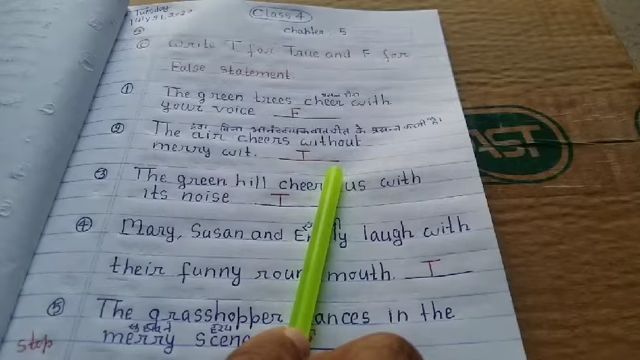 Tuesday
July 21, 2020
Class 4
Chapter 5
C Write T for True and F for
False statement.
① The green trees cheer with
your voice F
② The air cheers without
merry wit. T
③ The green hill cheer us with
its noise T
④ Mary, Susan and Emily laugh with
their funny round mouth. T
⑤ The grasshopper dances in the
merry scene
stop
AST